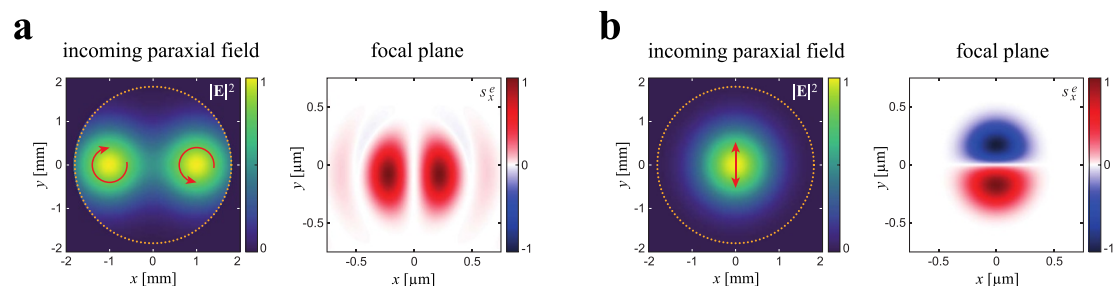 a
incoming paraxial field
focal plane
|E|²
1
0
2
1
0
-1
-2
y [mm]
-2 -1 0 1 2
x [mm]
s_x^e
1
0
-1
0.5
0
-0.5
y [µm]
-0.5 0 0.5
x [µm]
b
incoming paraxial field
focal plane
|E|²
1
0
2
1
0
-1
-2
y [mm]
-2 -1 0 1 2
x [mm]
s_x^e
1
0
-1
0.5
0
-0.5
y [µm]
-0.5 0 0.5
x [µm]